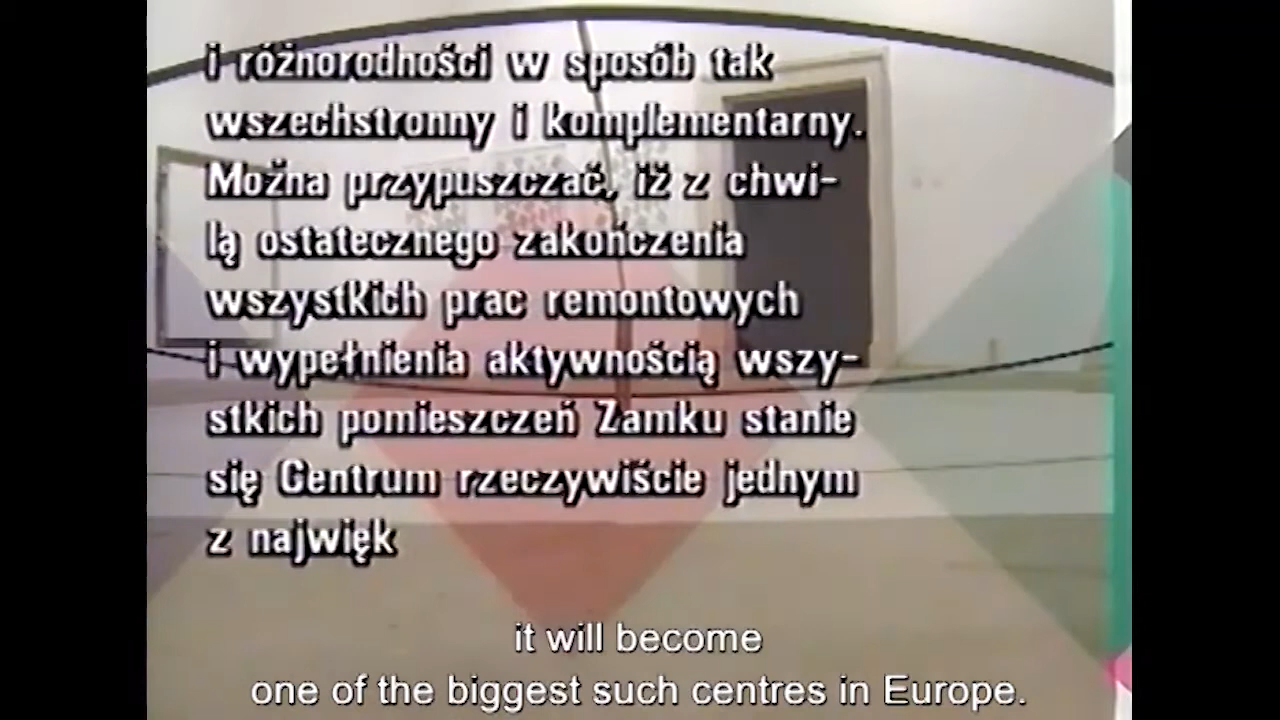 i różnorodności w sposób tak
wszechstronny i komplementarny.
Można przypuszczać, iż z chwi-
lą ostatecznego zakończenia
wszystkich prac remontowych
i wypełnienia aktywnością wszy-
stkich pomieszczeń Zamku stanie
się Centrum rzeczywiście jednym
z najwięk
it will become
one of the biggest such centres in Europe.